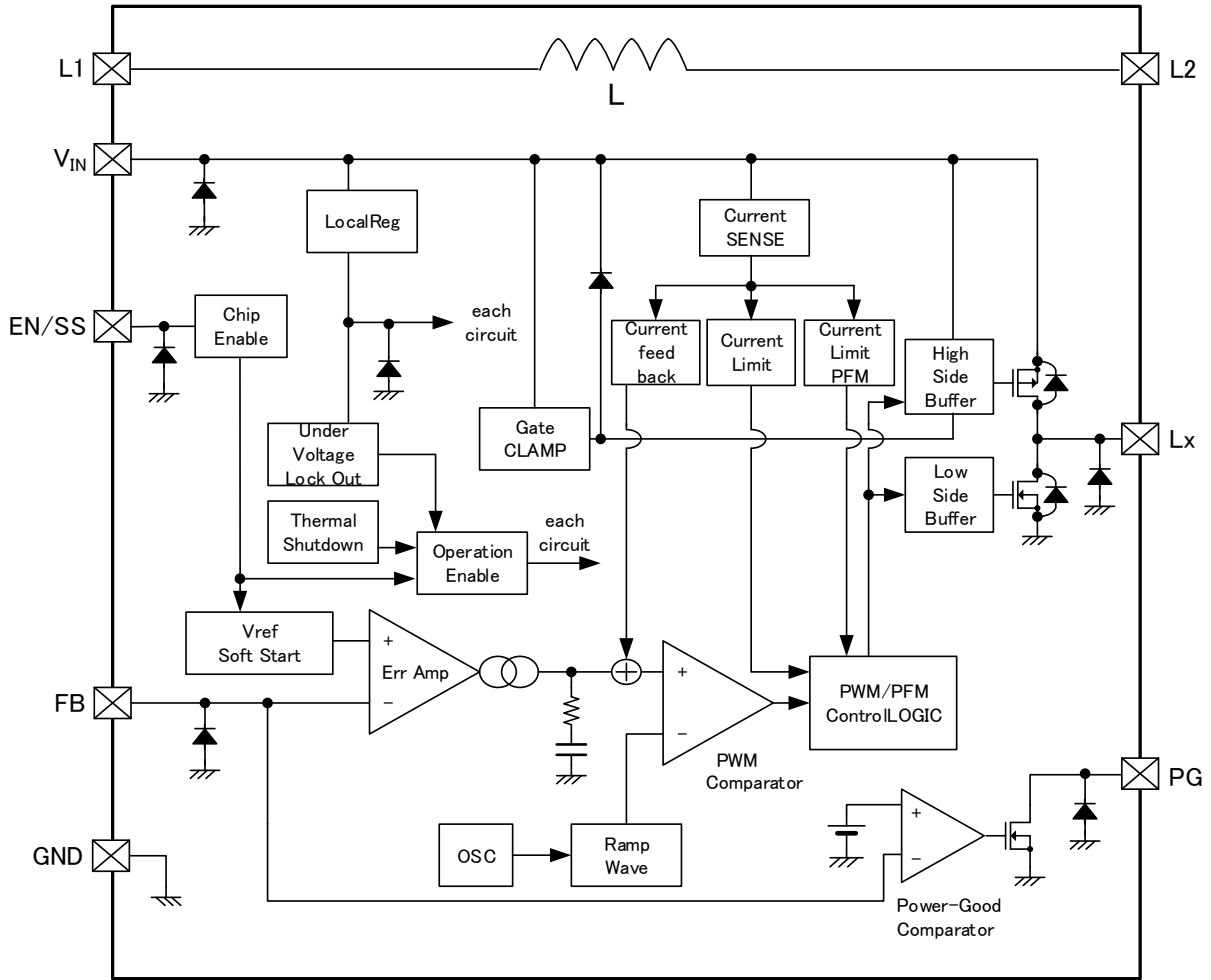 L1
L2
L
VIN
LocalReg
Current
SENSE
EN/SS
Chip
Enable
each
circuit
Current
feed
back
Current
Limit
Current
Limit
PFM
High
Side
Buffer
Under
Voltage
Lock Out
Gate
CLAMP
Lx
Low
Side
Buffer
Thermal
Shutdown
Operation
Enable
each
circuit
Vref
Soft Start
+
Err Amp
−
+
−
PWM
Comparator
PWM/PFM
ControlLOGIC
FB
PG
GND
OSC
Ramp
Wave
+
−
Power-Good
Comparator